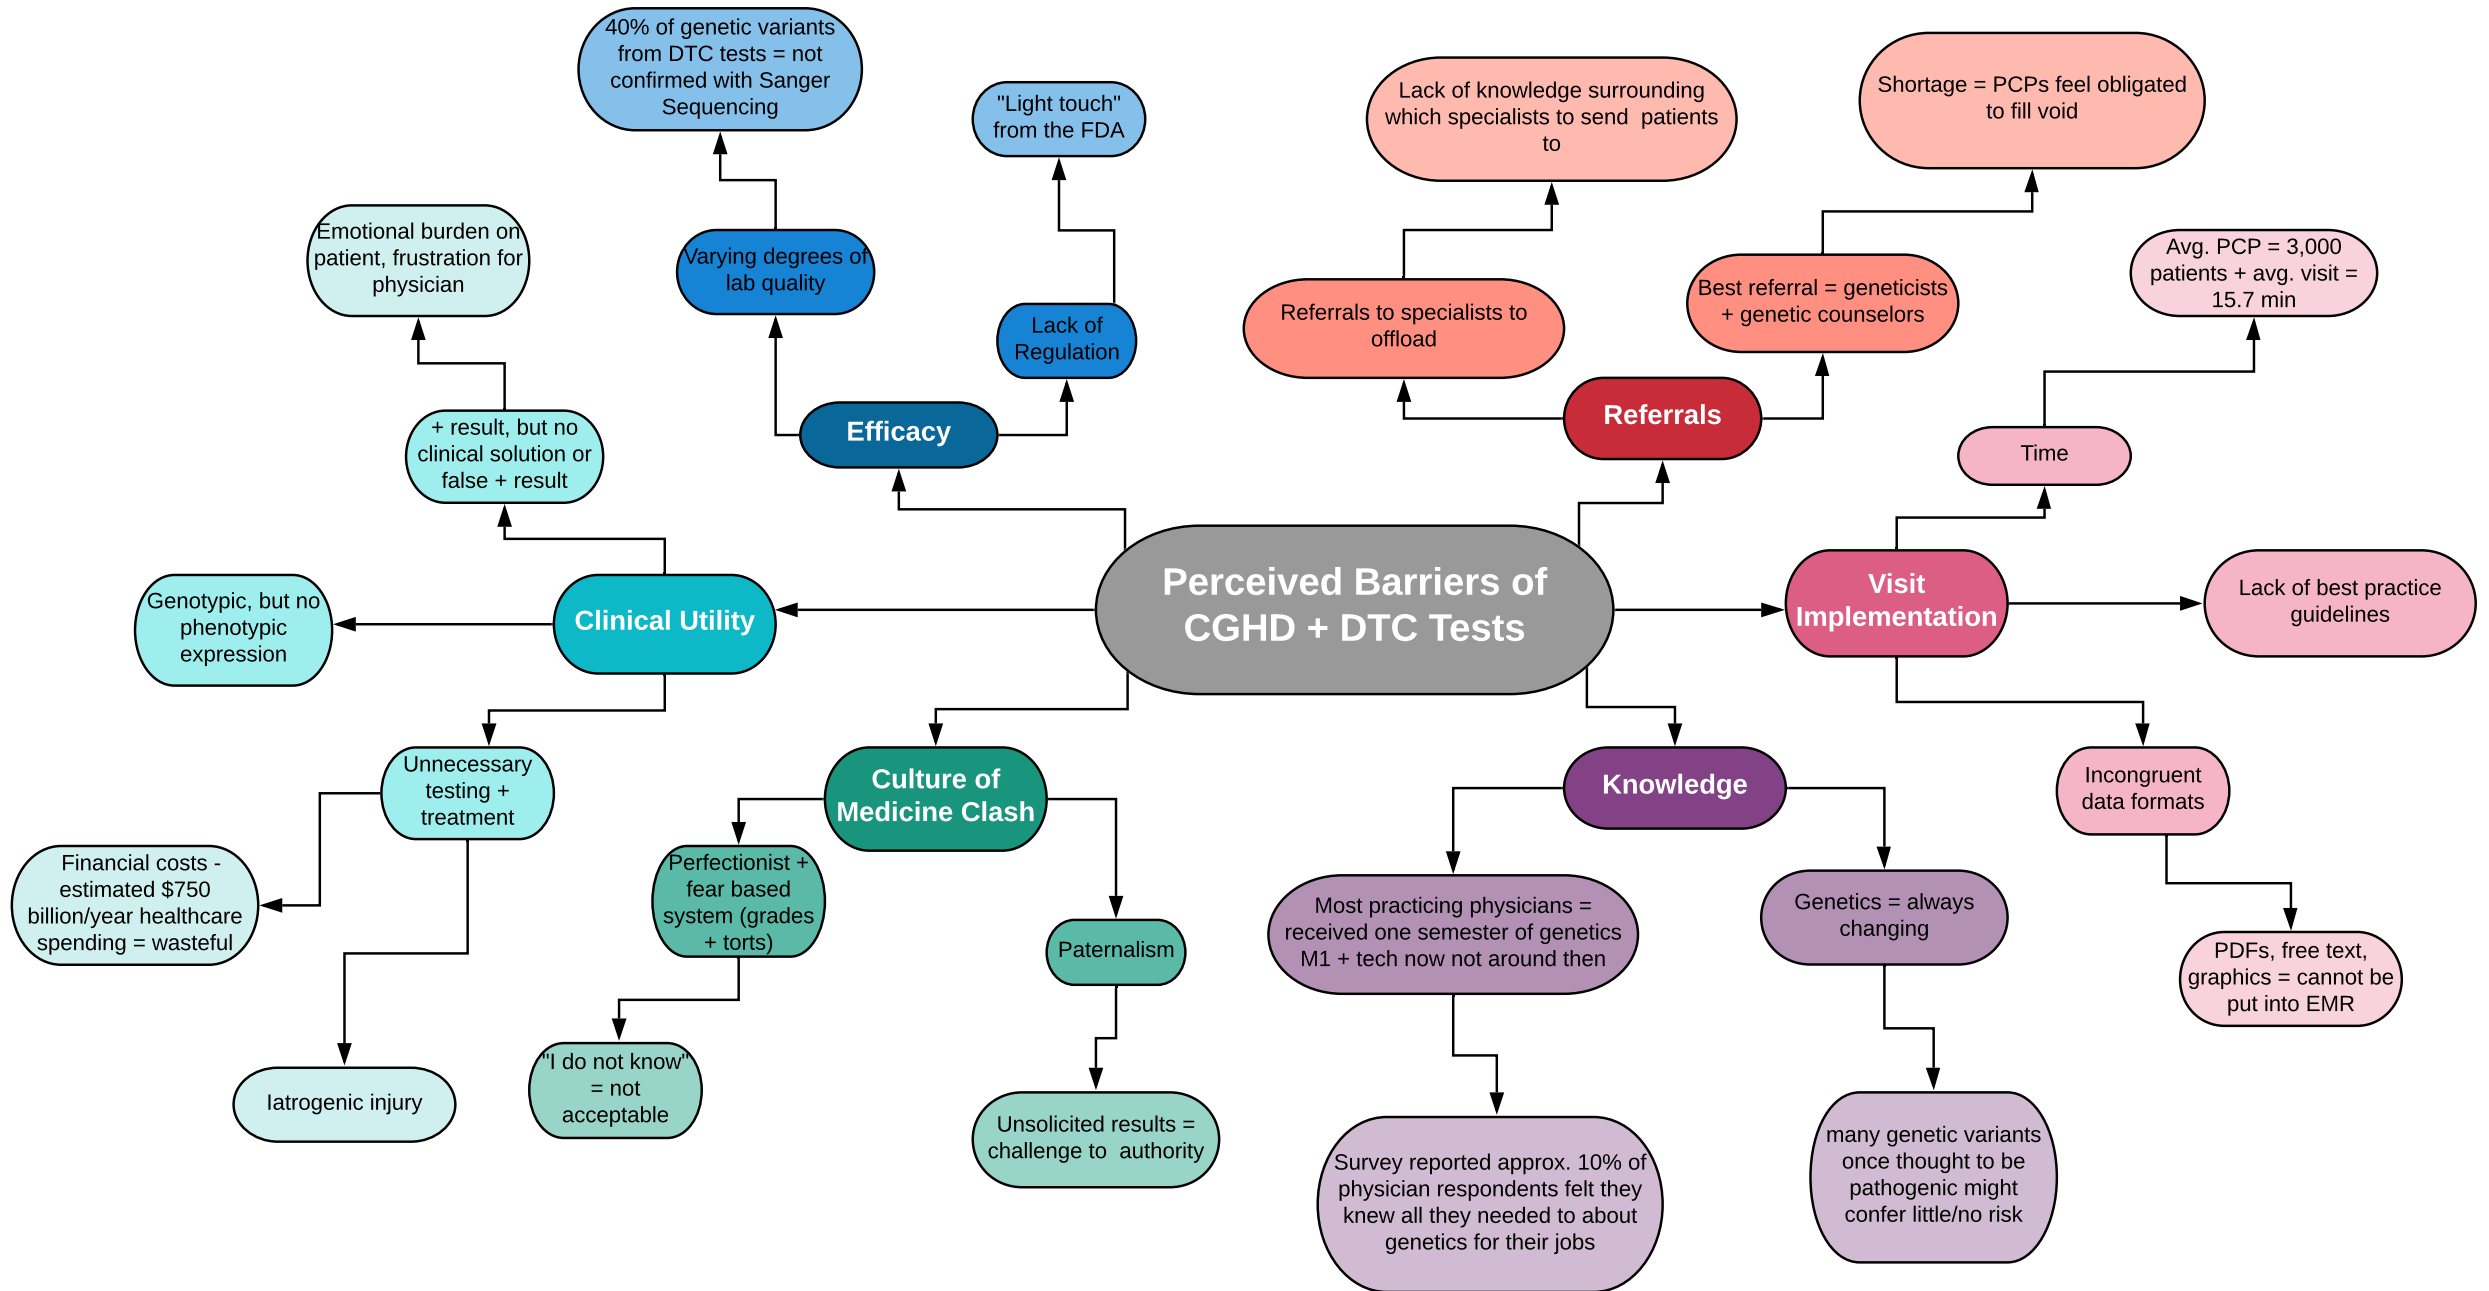 40% of genetic variants
from DTC tests = not
confirmed with Sanger
Sequencing
"Light touch"
from the FDA
Lack of knowledge surrounding
which specialists to send  patients
to
Shortage = PCPs feel obligated
to fill void
Emotional burden on
patient, frustration for
physician
Varying degrees of
lab quality
Lack of
Regulation
Referrals to specialists to
offload
Best referral = geneticists
+ genetic counselors
Avg. PCP = 3,000
patients + avg. visit =
15.7 min
+ result, but no
clinical solution or
false + result
Efficacy
Referrals
Time
Genotypic, but no
phenotypic
expression
Clinical Utility
Perceived Barriers of
CGHD + DTC Tests
Visit
Implementation
Lack of best practice
guidelines
Unnecessary
testing +
treatment
Culture of
Medicine Clash
Knowledge
Incongruent
data formats
Financial costs -
estimated $750
billion/year healthcare
spending = wasteful
Perfectionist +
fear based
system (grades
+ torts)
Paternalism
Most practicing physicians =
received one semester of genetics
M1 + tech now not around then
Genetics = always
changing
PDFs, free text,
graphics = cannot be
put into EMR
Iatrogenic injury
"I do not know"
= not
acceptable
Unsolicited results =
challenge to  authority
Survey reported approx. 10% of
physician respondents felt they
knew all they needed to about
genetics for their jobs
many genetic variants
once thought to be
pathogenic might
confer little/no risk